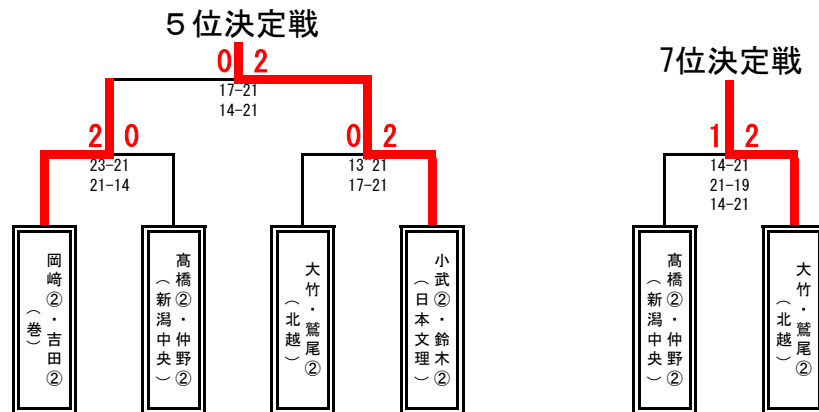 ５位決定戦
0 2
17-21
14-21
2 0
23-21
21-14
0 2
13 21
17-21
岡﨑②・吉田②
（巻）
髙橋②・仲野②
（新潟中央）
大竹・鷲尾②
（北越）
小武②・鈴木②
（日本文理）
7位決定戦
1 2
14-21
21-19
14-21
髙橋②・仲野②
（新潟中央）
大竹・鷲尾②
（北越）